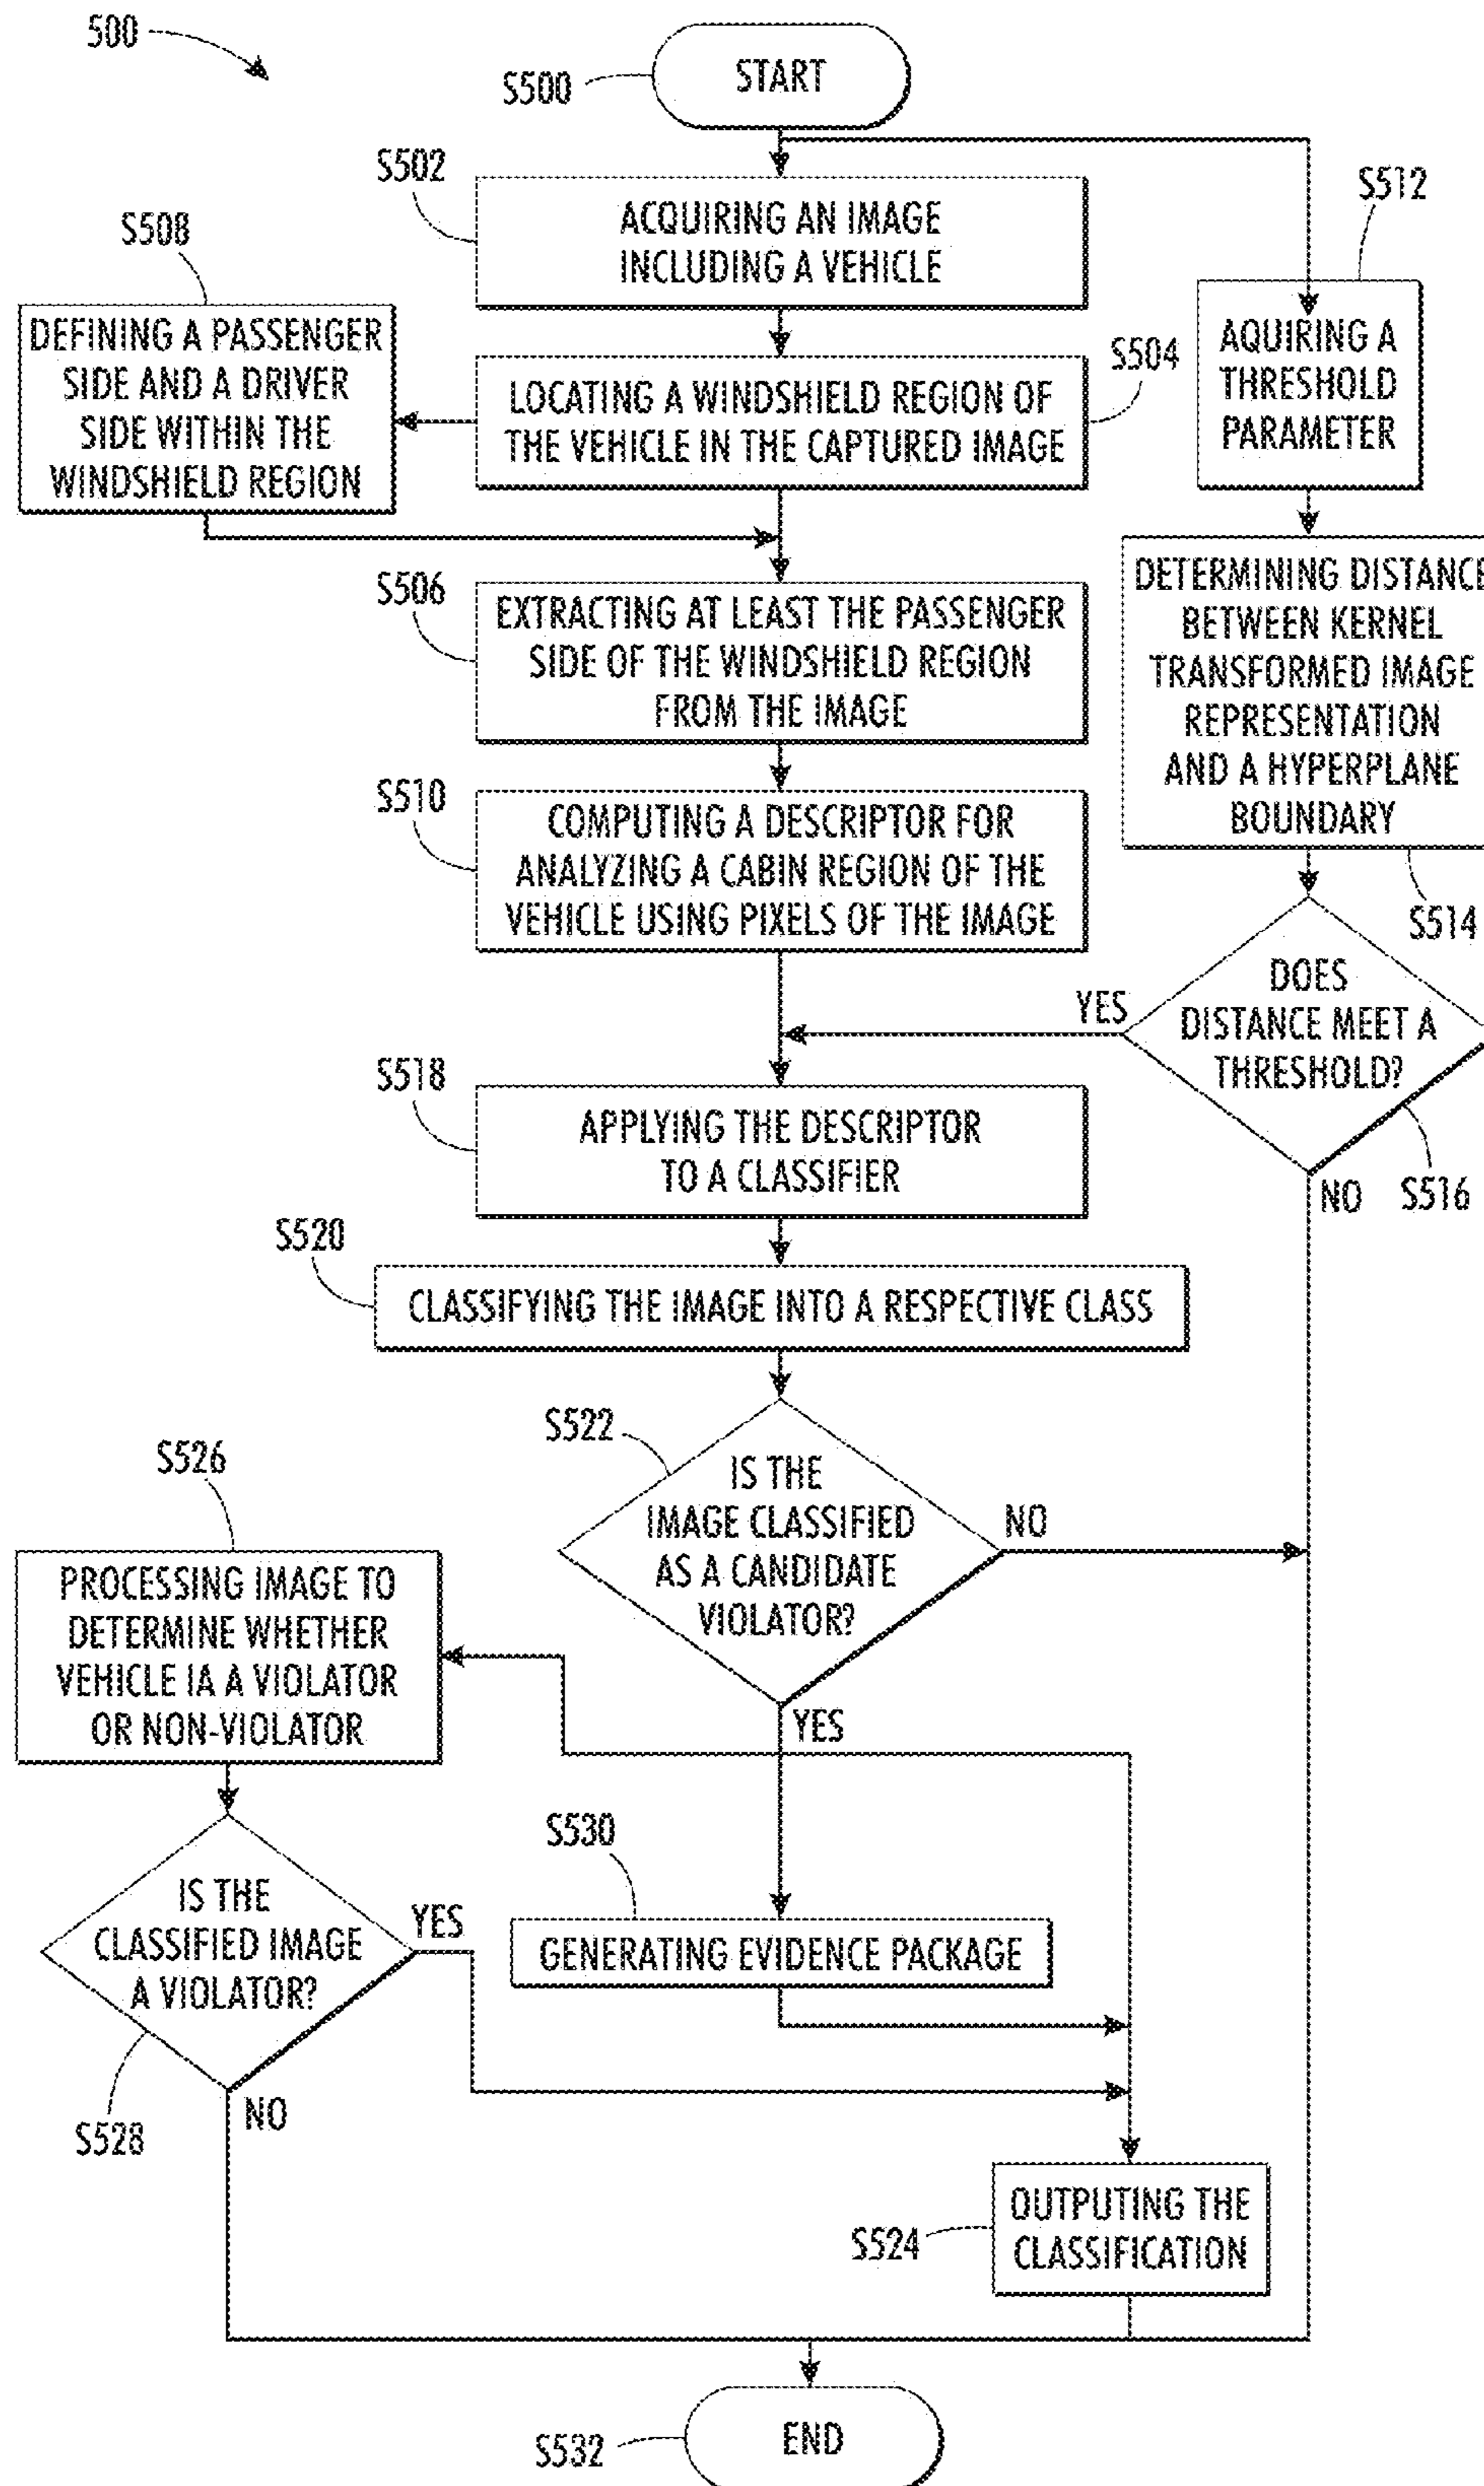 500
S500
START
S502
ACQUIRING AN IMAGE
INCLUDING A VEHICLE
S512
AQUIRING A
THRESHOLD
PARAMETER
S508
DEFINING A PASSENGER
SIDE AND A DRIVER
SIDE WITHIN THE
WINDSHIELD REGION
S504
LOCATING A WINDSHIELD REGION OF
THE VEHICLE IN THE CAPTURED IMAGE
S506
EXTRACTING AT LEAST THE PASSENGER
SIDE OF THE WINDSHIELD REGION
FROM THE IMAGE
DETERMINING DISTANCE
BETWEEN KERNEL
TRANSFORMED IMAGE
REPRESENTATION
AND A HYPERPLANE
BOUNDARY
S514
S510
COMPUTING A DESCRIPTOR FOR
ANALYZING A CABIN REGION OF THE
VEHICLE USING PIXELS OF THE IMAGE
DOES
DISTANCE MEET A
THRESHOLD?
YES
NO
S516
S518
APPLYING THE DESCRIPTOR
TO A CLASSIFIER
S520
CLASSIFYING THE IMAGE INTO A RESPECTIVE CLASS
S522
IS THE
IMAGE CLASSIFIED
AS A CANDIDATE
VIOLATOR?
NO
YES
S526
PROCESSING IMAGE TO
DETERMINE WHETHER
VEHICLE IA A VIOLATOR
OR NON-VIOLATOR
S530
GENERATING EVIDENCE PACKAGE
IS THE
CLASSIFIED IMAGE
A VIOLATOR?
YES
NO
S528
S524
OUTPUTING THE
CLASSIFICATION
S532
END